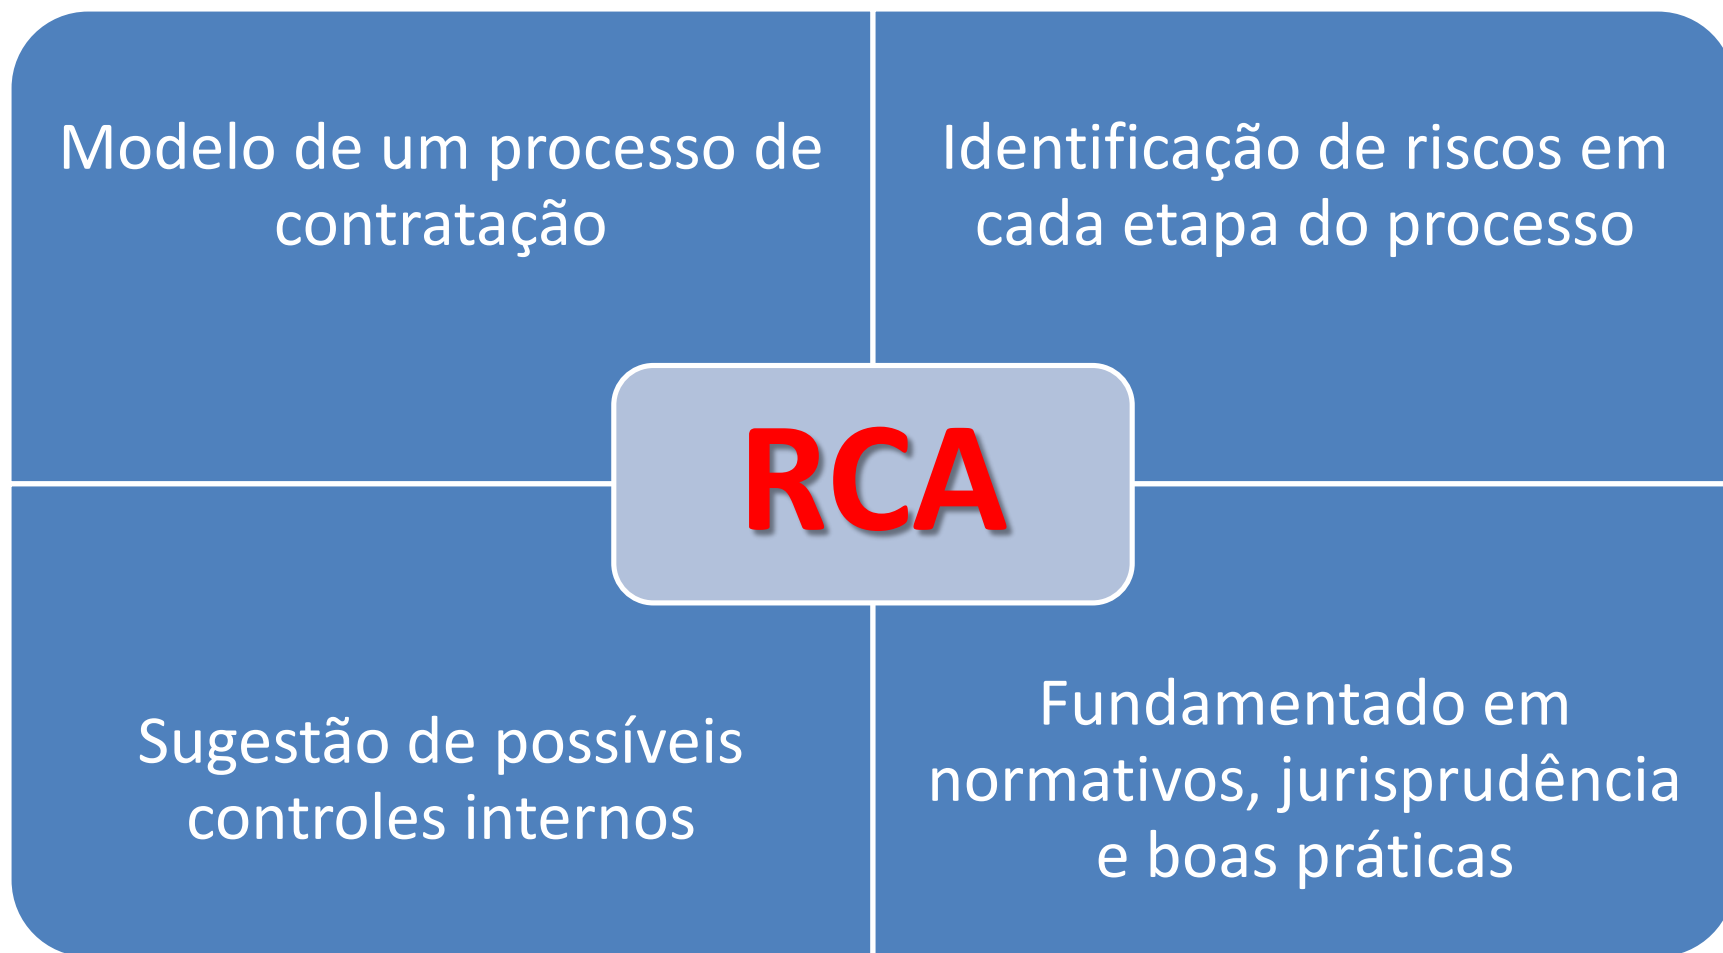 Modelo de um processo de
contratação
Identificação de riscos em
cada etapa do processo
RCA
Sugestão de possíveis
controles internos
Fundamentado em
normativos, jurisprudência
e boas práticas